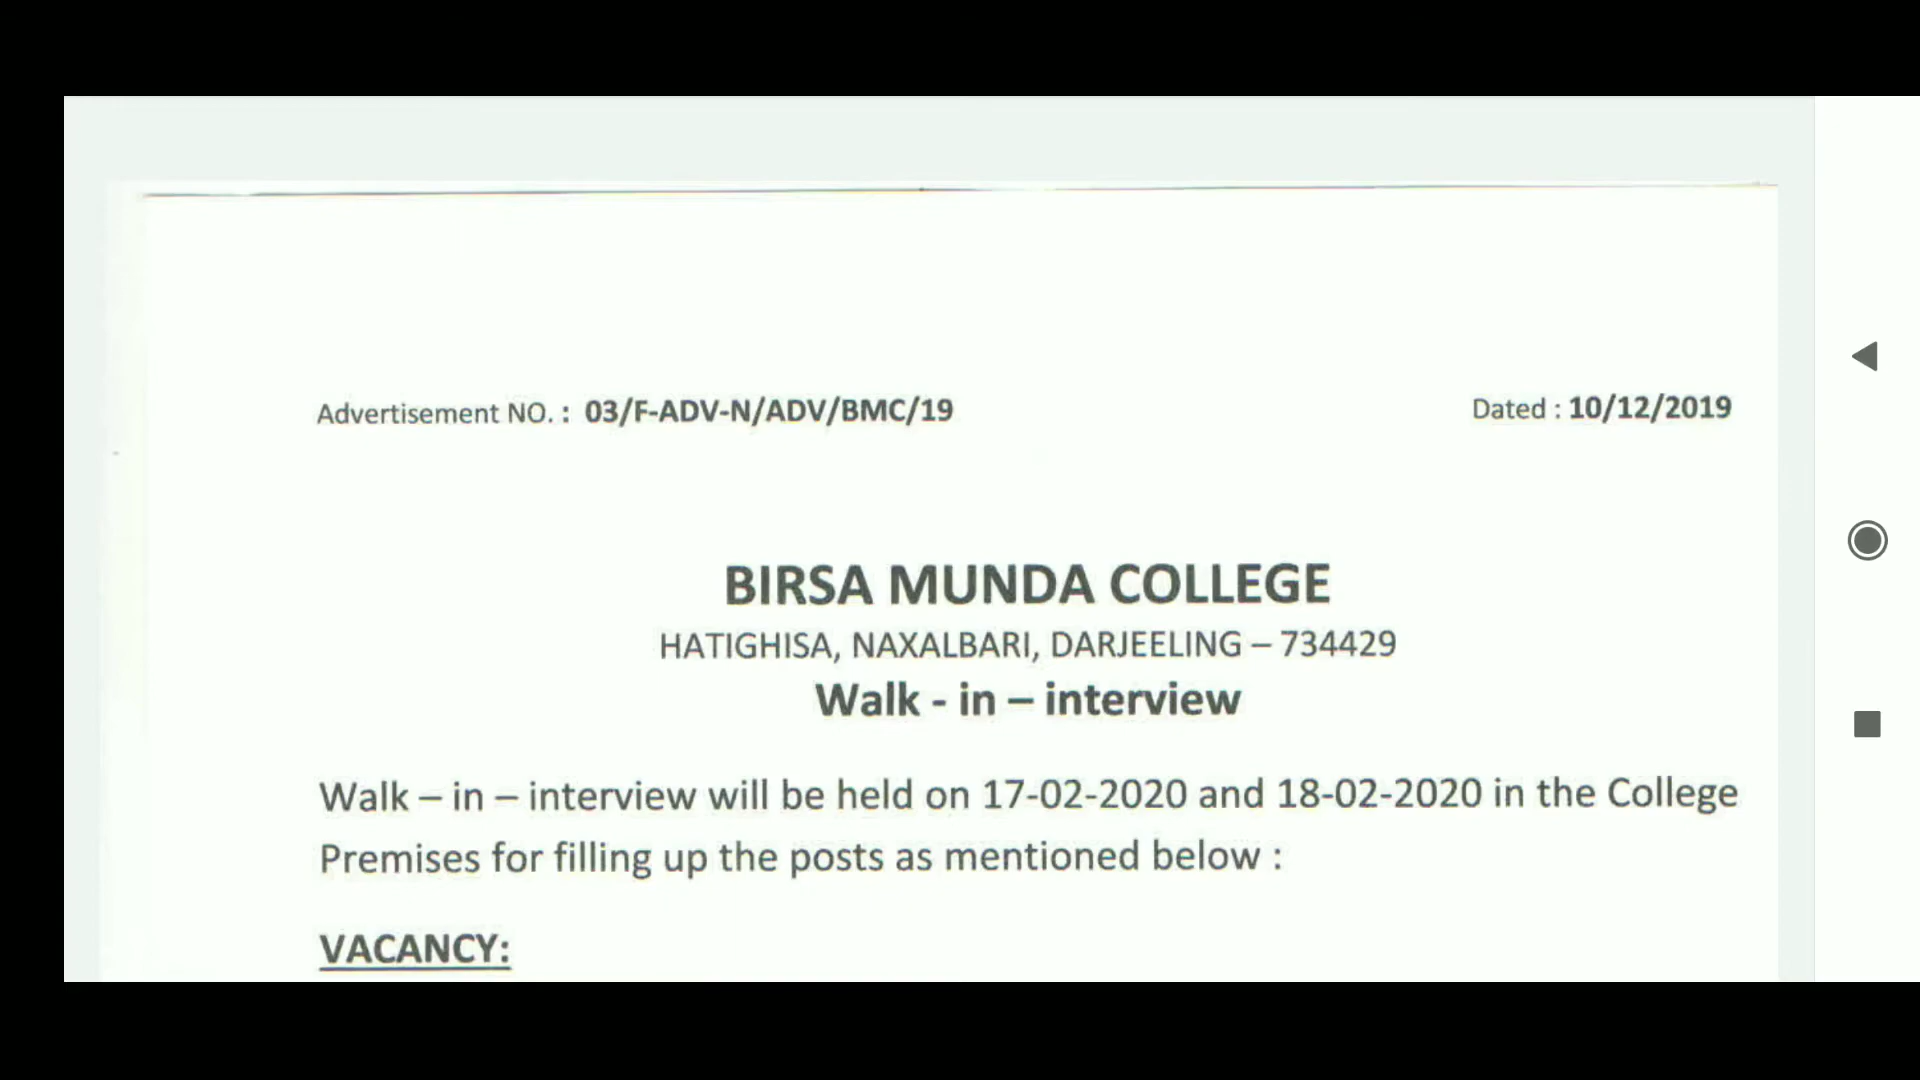 Advertisement NO. : 03/F-ADV-N/ADV/BMC/19 Dated : 10/12/2019
BIRSA MUNDA COLLEGE
HATIGHISA, NAXALBARI, DARJEELING – 734429
Walk - in – interview
Walk – in – interview will be held on 17-02-2020 and 18-02-2020 in the College
Premises for filling up the posts as mentioned below :
VACANCY: